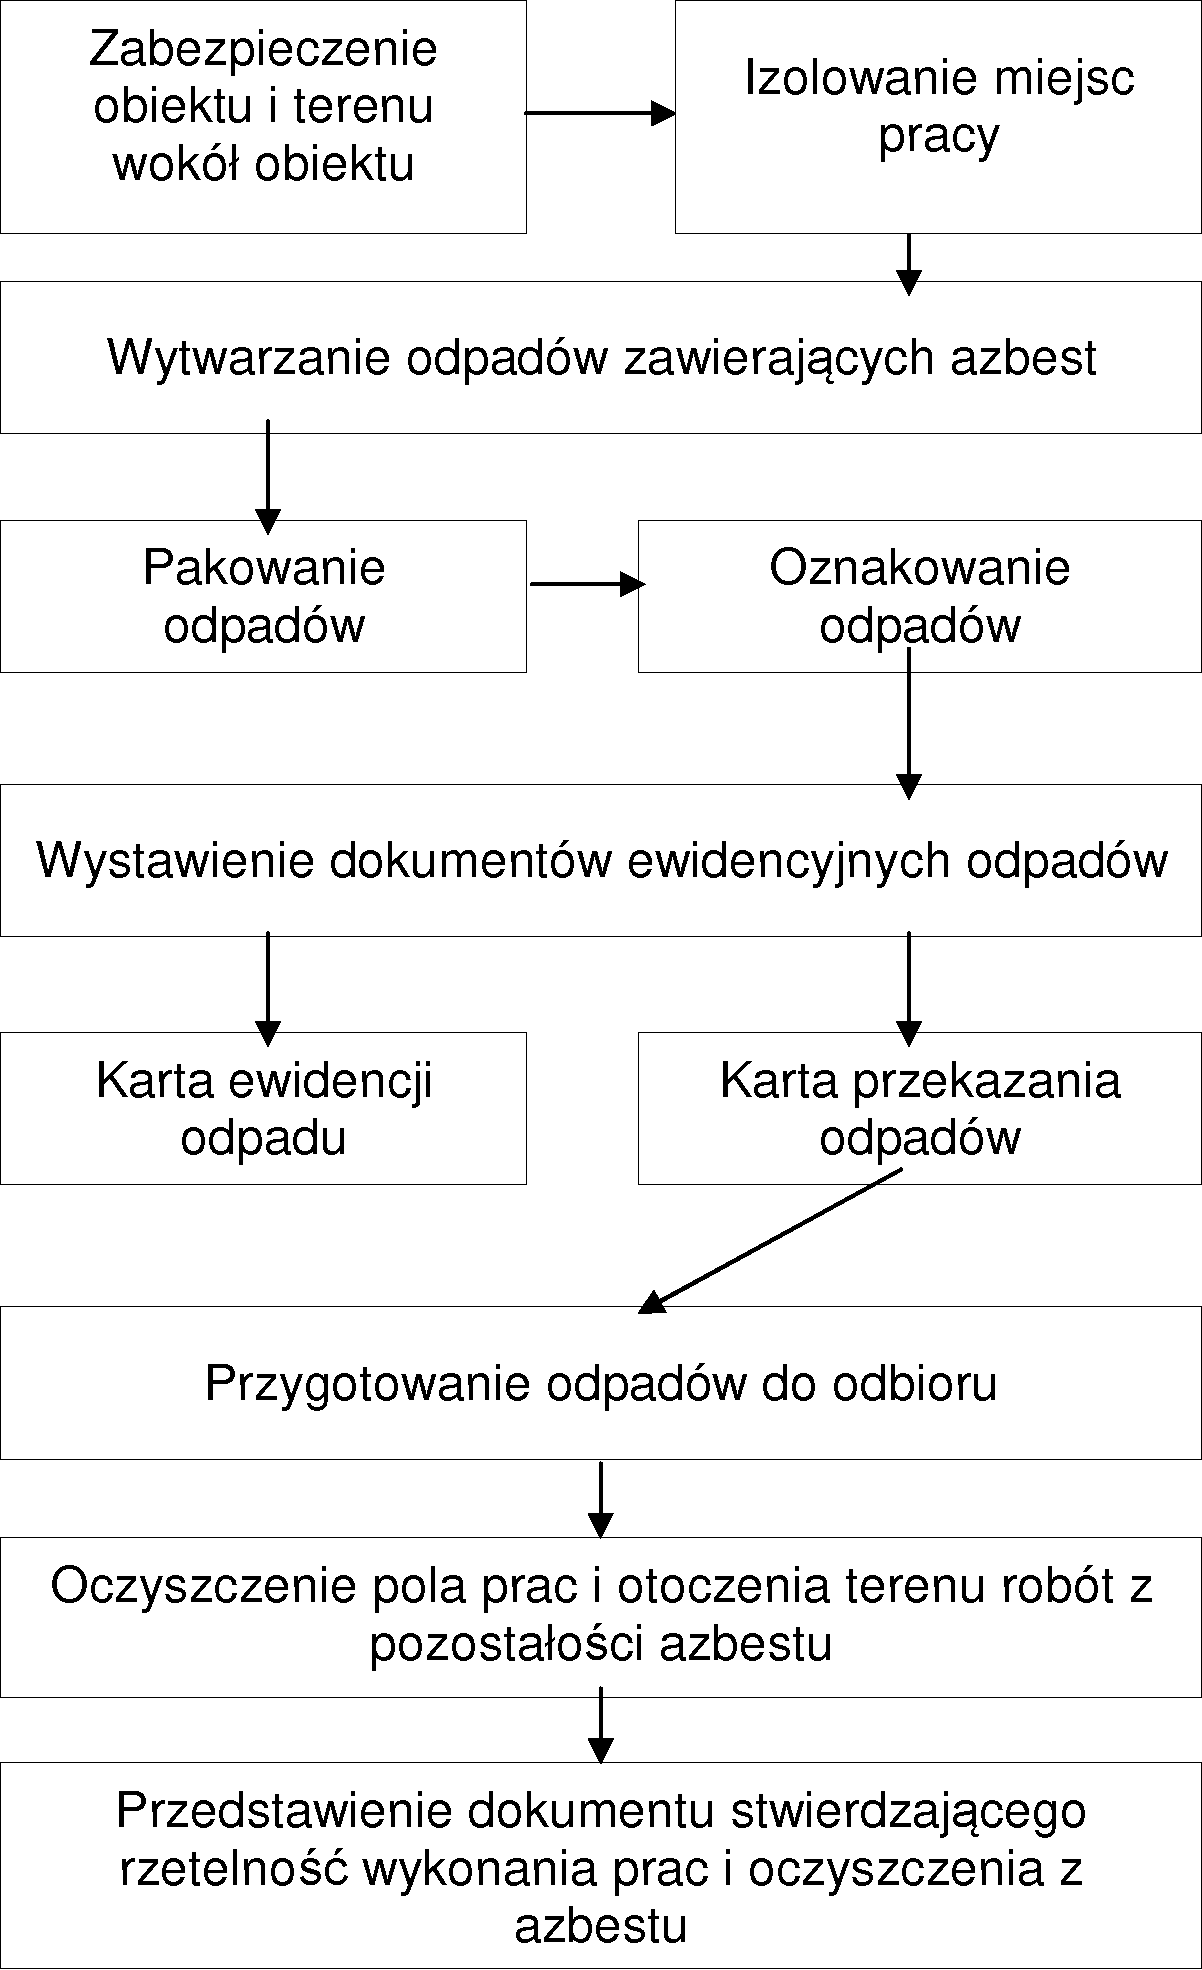 Zabezpieczenie
obiektu i terenu
wokół obiektu
Izolowanie miejsc
pracy
Wytwarzanie odpadów zawierających azbest
Pakowanie
odpadów
Oznakowanie
odpadów
Wystawienie dokumentów ewidencyjnych odpadów
Karta ewidencji
odpadu
Karta przekazania
odpadów
Przygotowanie odpadów do odbioru
Oczyszczenie pola prac i otoczenia terenu robót z
pozostałości azbestu
Przedstawienie dokumentu stwierdzającego
rzetelność wykonania prac i oczyszczenia z
azbestu